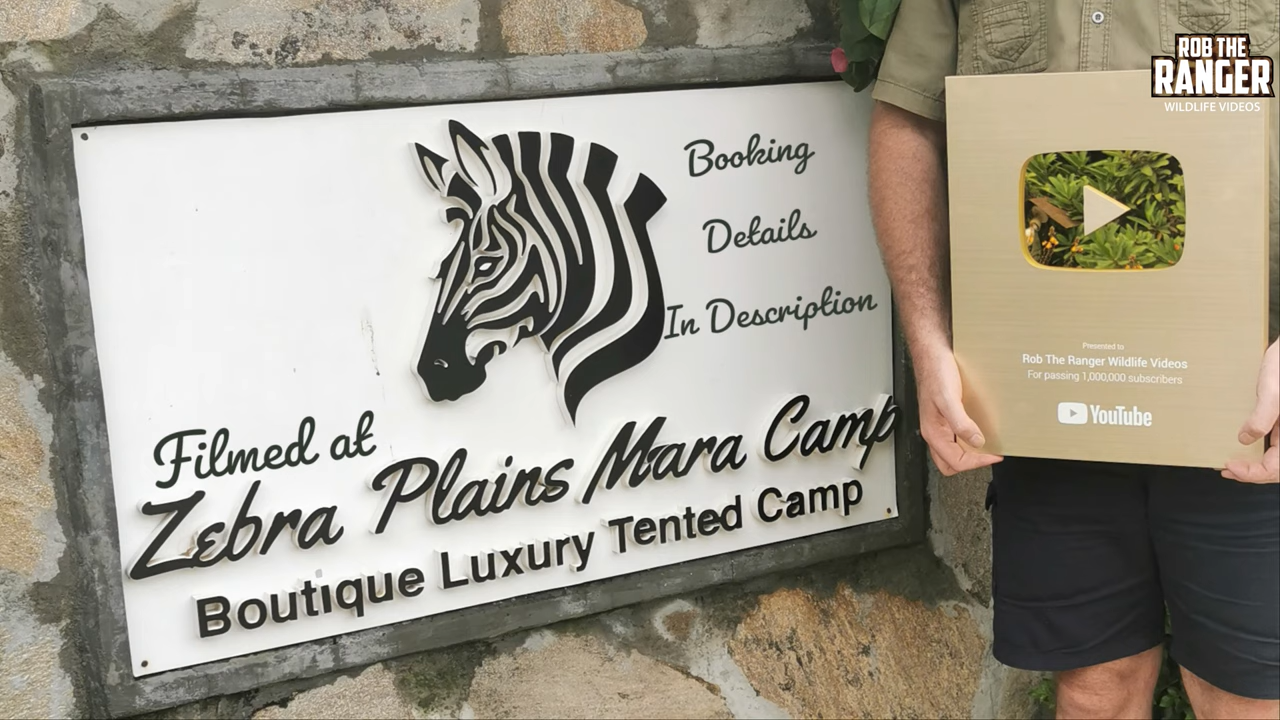 Booking
Details
In Description
Filmed at
Zebra Plains Mara Camp
Boutique Luxury Tented Camp
ROB THE
RANGER
WILDLIFE VIDEOS
Presented to
Rob The Ranger Wildlife Videos
For passing 1,000,000 subscribers
YouTube